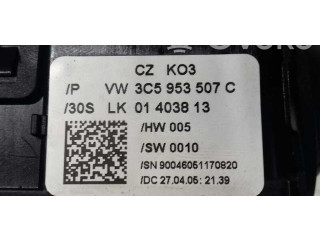 CZ KO3
/P VW 3C5 953 507 C
/30S LK 01 4038 13
/HW 005
/SW 0010
/SN 90046051170820
/DC 27.04.05: 21.39